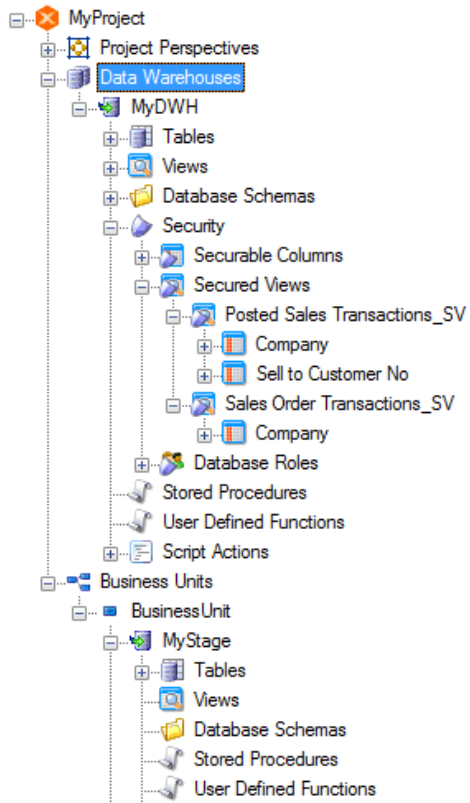 MyProject
Project Perspectives
Data Warehouses
MyDWH
Tables
Views
Database Schemas
Security
Securable Columns
Secured Views
Posted Sales Transactions_SV
Company
Sell to Customer No
Sales Order Transactions_SV
Company
Database Roles
Stored Procedures
User Defined Functions
Script Actions
Business Units
BusinessUnit
MyStage
Tables
Views
Database Schemas
Stored Procedures
User Defined Functions